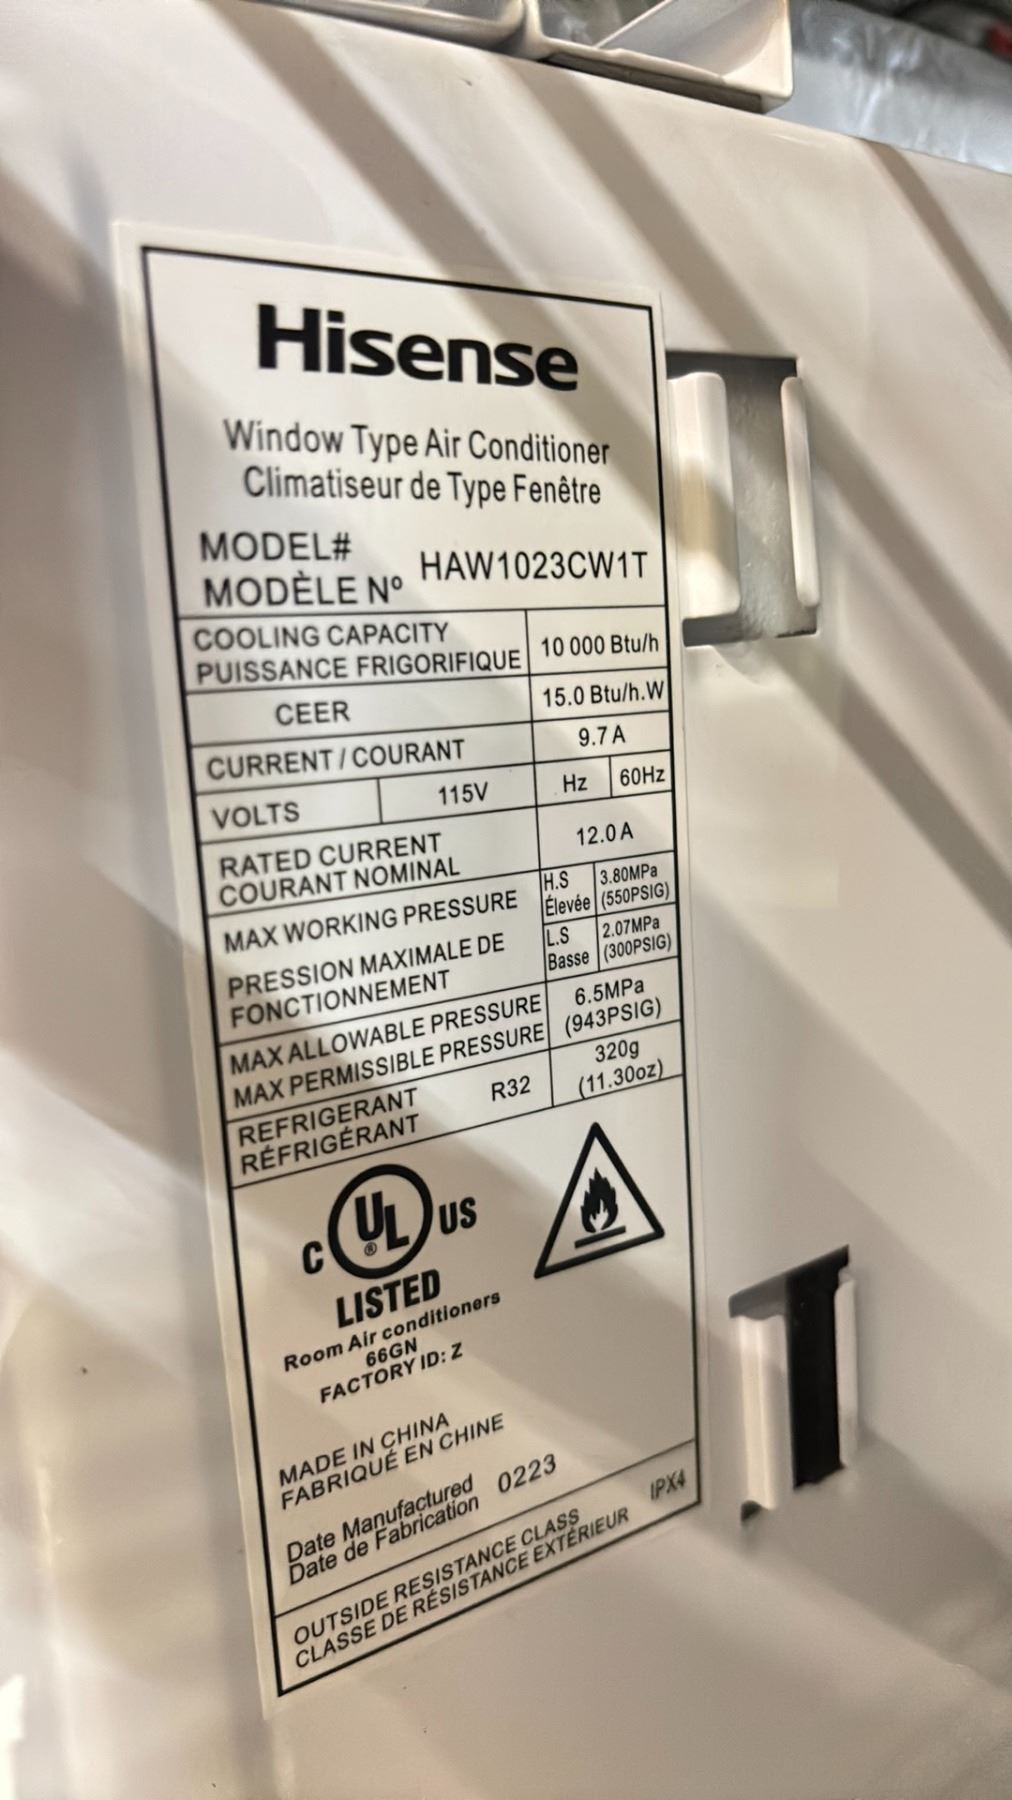 Hisense
Window Type Air Conditioner
Climatiseur de Type Fenêtre
MODEL#
MODÈLE Nº
HAW1023CW1T
COOLING CAPACITY
PUISSANCE FRIGORIFIQUE
10 000 Btu/h
CEER
15.0 Btu/h.W
CURRENT / COURANT
9.7 A
VOLTS
115V
Hz
60Hz
RATED CURRENT
COURANT NOMINAL
12.0 A
MAX WORKING PRESSURE
PRESSION MAXIMALE DE
FONCTIONNEMENT
H.S
Élevée
3.80MPa
(550PSIG)
L.S
Basse
2.07MPa
(300PSIG)
MAX ALLOWABLE PRESSURE
MAX PERMISSIBLE PRESSURE
6.5MPa
(943PSIG)
REFRIGERANT
RÉFRIGÉRANT
R32
320g
(11.30oz)
C UL ® US
LISTED
Room Air conditioners
66GN
FACTORY ID: Z
MADE IN CHINA
FABRIQUÉ EN CHINE
Date Manufactured
Date de Fabrication
0223
OUTSIDE RESISTANCE CLASS
CLASSE DE RÉSISTANCE EXTÉRIEUR
IPX4